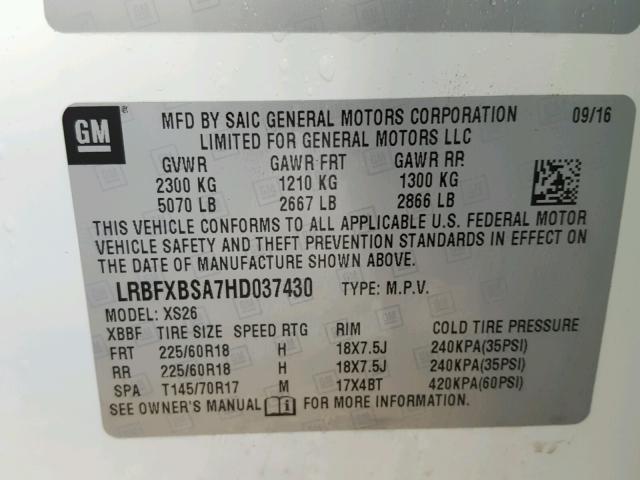 GM
MFD BY SAIC GENERAL MOTORS CORPORATION 09/16
LIMITED FOR GENERAL MOTORS LLC
GVWR GAWR FRT GAWR RR
2300 KG 1210 KG 1300 KG
5070 LB 2667 LB 2866 LB
THIS VEHICLE CONFORMS TO ALL APPLICABLE U.S. FEDERAL MOTOR
VEHICLE SAFETY AND THEFT PREVENTION STANDARDS IN EFFECT ON
THE DATE OF MANUFACTURE SHOWN ABOVE.
LRBFXBSA7HD037430 TYPE: M.P.V.
MODEL: XS26
XBBF TIRE SIZE SPEED RTG RIM COLD TIRE PRESSURE
FRT 225/60R18 H 18X7.5J 240KPA(35PSI)
RR 225/60R18 H 18X7.5J 240KPA(35PSI)
SPA T145/70R17 M 17X4BT 420KPA(60PSI)
SEE OWNER'S MANUAL FOR MORE INFORMATION.